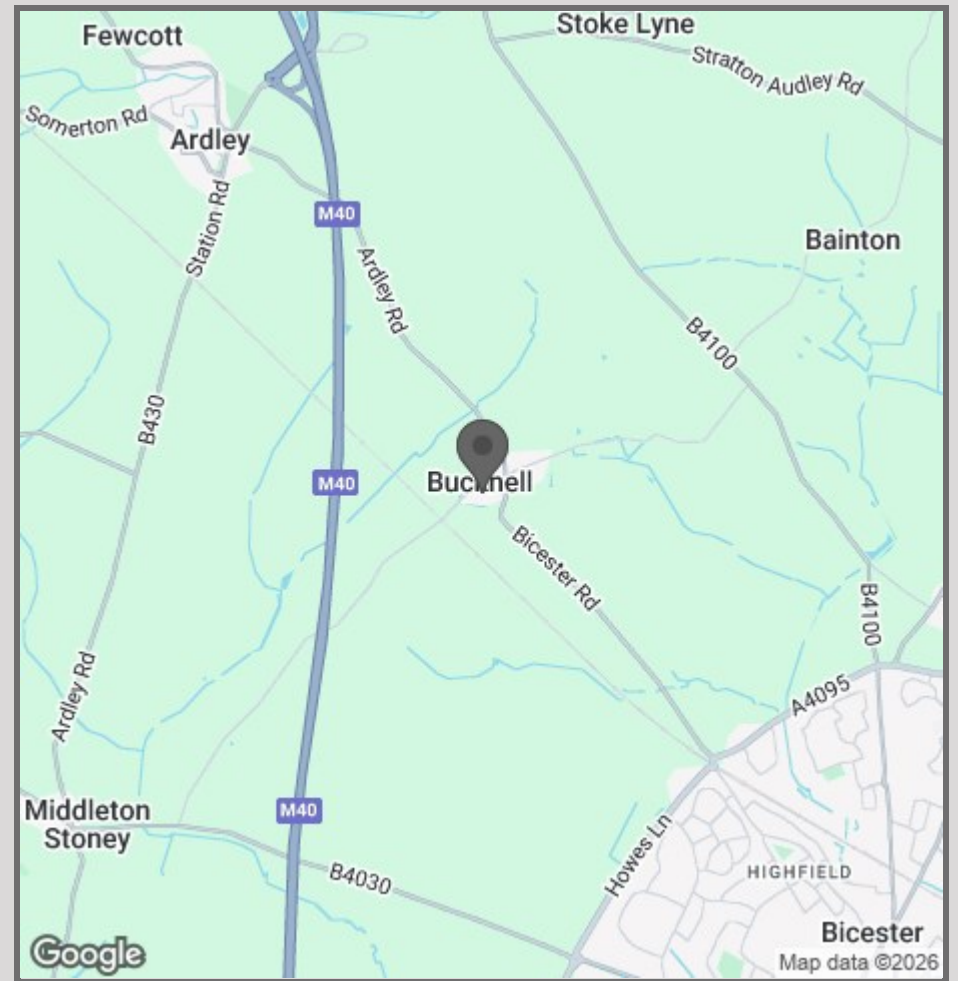 Fewcott
Stoke Lyne
Stratton Audley Rd
Somerton Rd
Ardley
M40
Station Rd
Ardley Rd
Bainton
B4100
B430
M40
Bucknell
Bicester Rd
B4100
Ardley Rd
A4095
Middleton
Stoney
M40
Howes Ln
B4030
HIGHFIELD
Bicester
Google
Map data ©2026